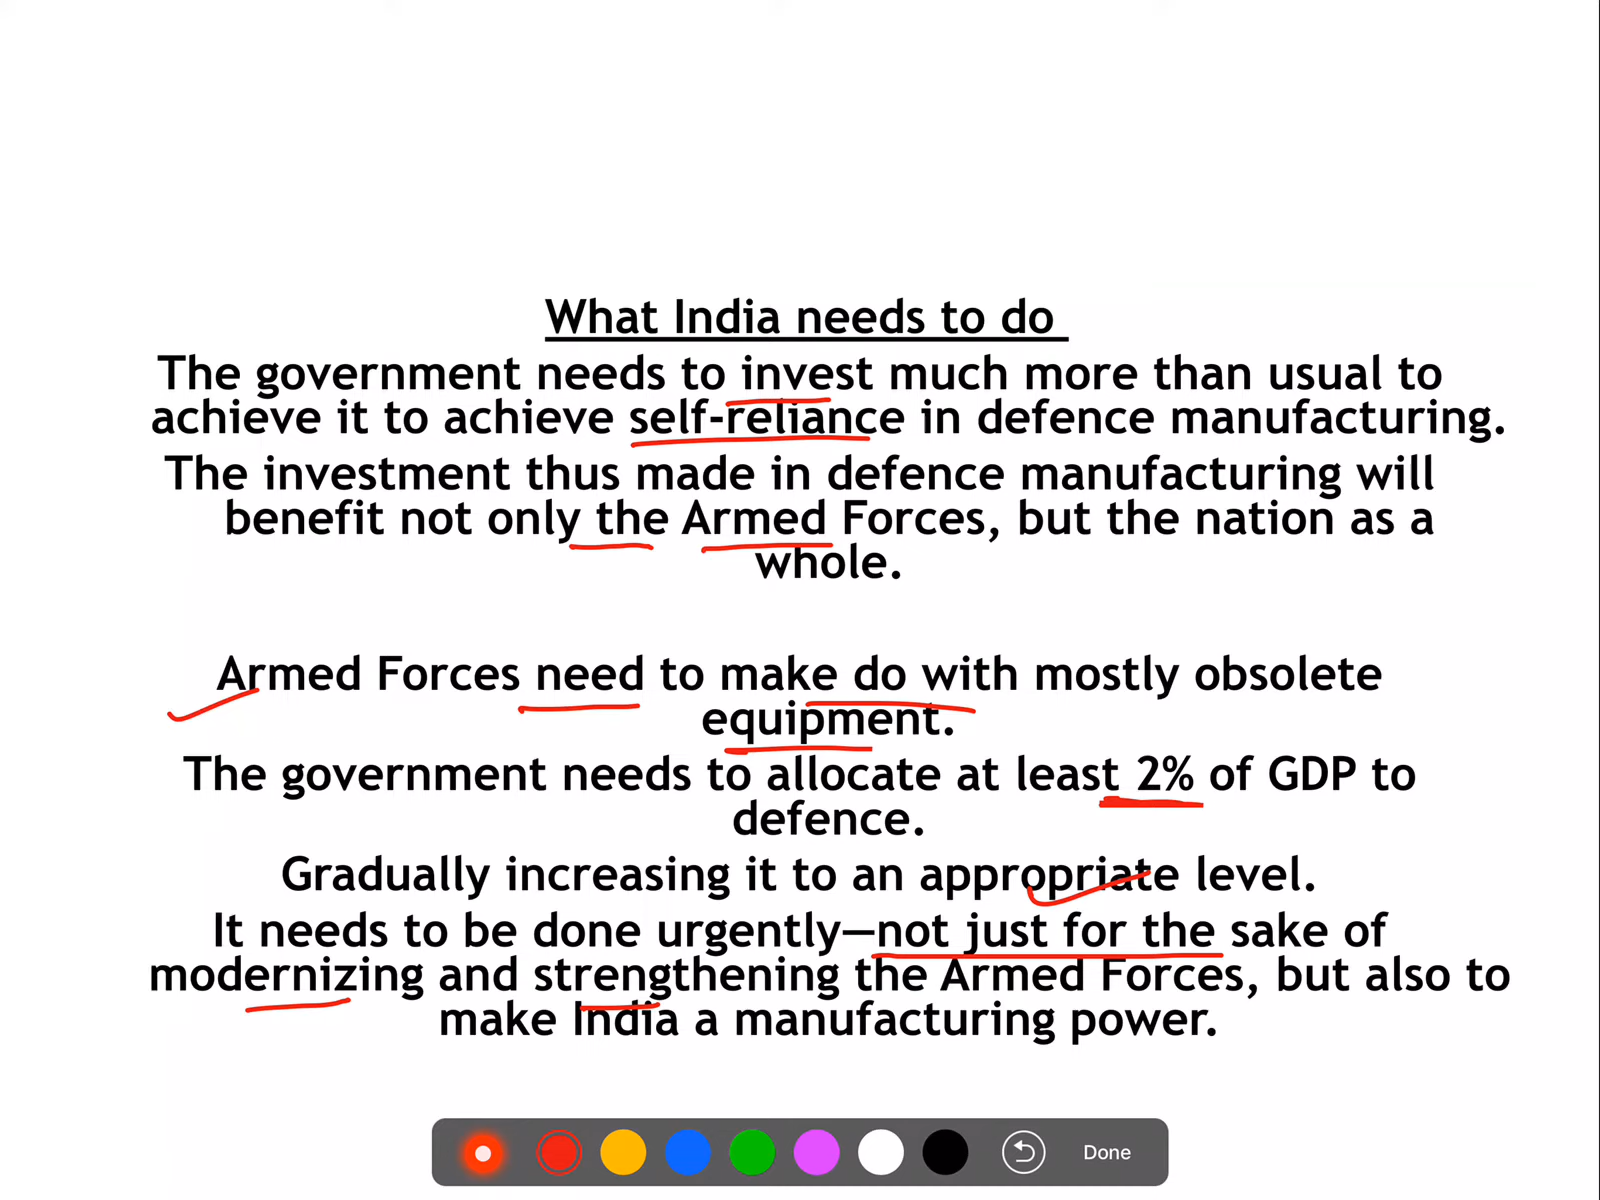 What India needs to do
The government needs to invest much more than usual to
achieve it to achieve self-reliance in defence manufacturing.
The investment thus made in defence manufacturing will
benefit not only the Armed Forces, but the nation as a
whole.
Armed Forces need to make do with mostly obsolete
equipment.
The government needs to allocate at least 2% of GDP to
defence.
Gradually increasing it to an appropriate level.
It needs to be done urgently—not just for the sake of
modernizing and strengthening the Armed Forces, but also to
make India a manufacturing power.
Done